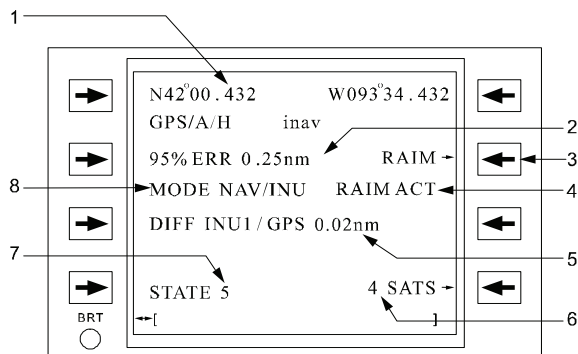 1
N42°00.432 W093°34.432
GPS/A/H inav
2
95% ERR 0.25nm RAIM→
3
8
MODE NAV/INU RAIM ACT
4
DIFF INU1/GPS 0.02nm
7
5
STATE 5 4 SATS→
6
BRT
↔[ ]